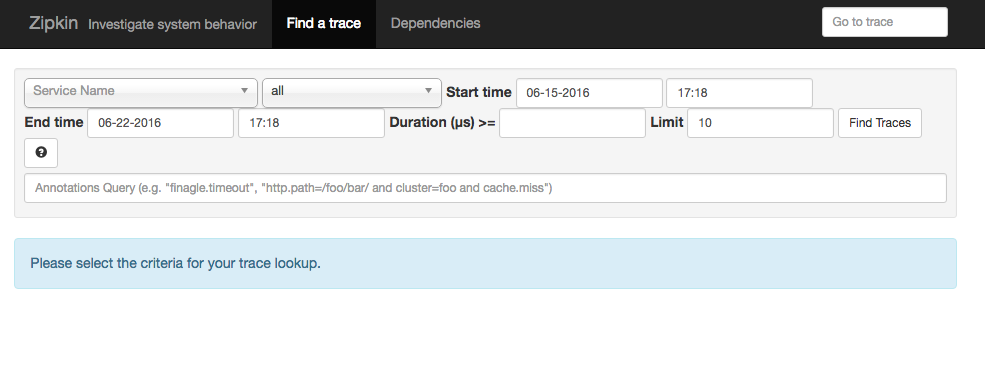 Zipkin Investigate system behavior Find a trace Dependencies Go to trace
Service Name all Start time 06-15-2016 17:18
End time 06-22-2016 17:18 Duration (μs) >= Limit 10 Find Traces
?
Annotations Query (e.g. "finagle.timeout", "http.path=/foo/bar/ and cluster=foo and cache.miss")
Please select the criteria for your trace lookup.